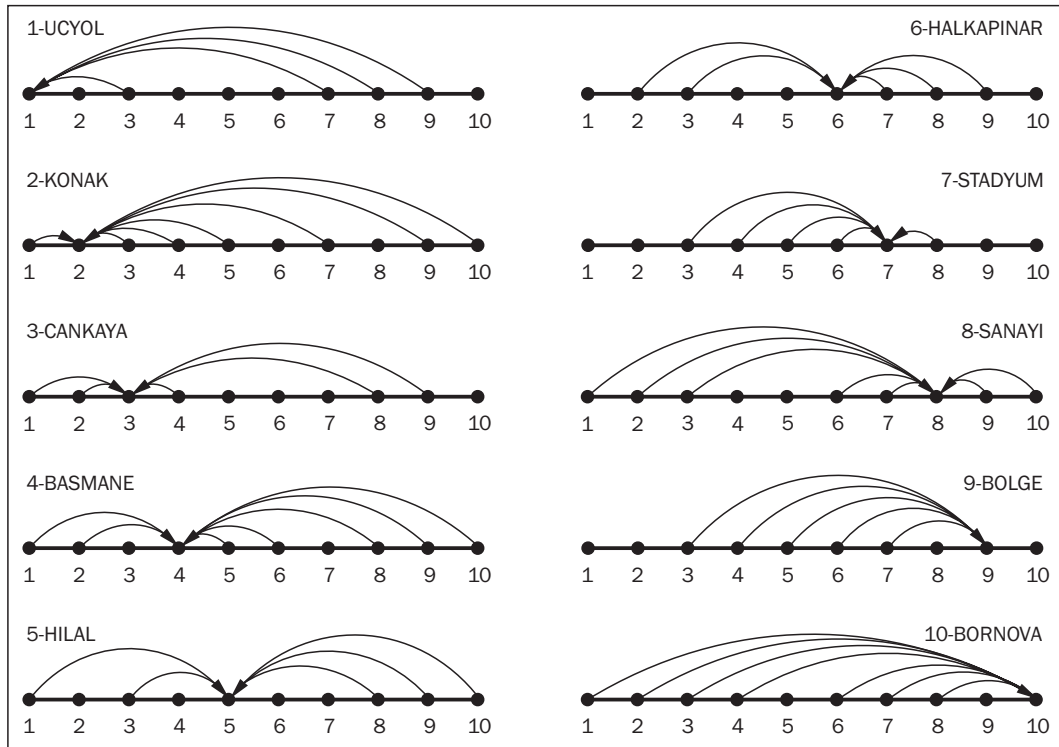 1-UCYOL
1 2 3 4 5 6 7 8 9 10
2-KONAK
1 2 3 4 5 6 7 8 9 10
3-CANKAYA
1 2 3 4 5 6 7 8 9 10
4-BASMANE
1 2 3 4 5 6 7 8 9 10
5-HILAL
1 2 3 4 5 6 7 8 9 10
6-HALKAPINAR
1 2 3 4 5 6 7 8 9 10
7-STADYUM
1 2 3 4 5 6 7 8 9 10
8-SANAYI
1 2 3 4 5 6 7 8 9 10
9-BOLGE
1 2 3 4 5 6 7 8 9 10
10-BORNOVA
1 2 3 4 5 6 7 8 9 10